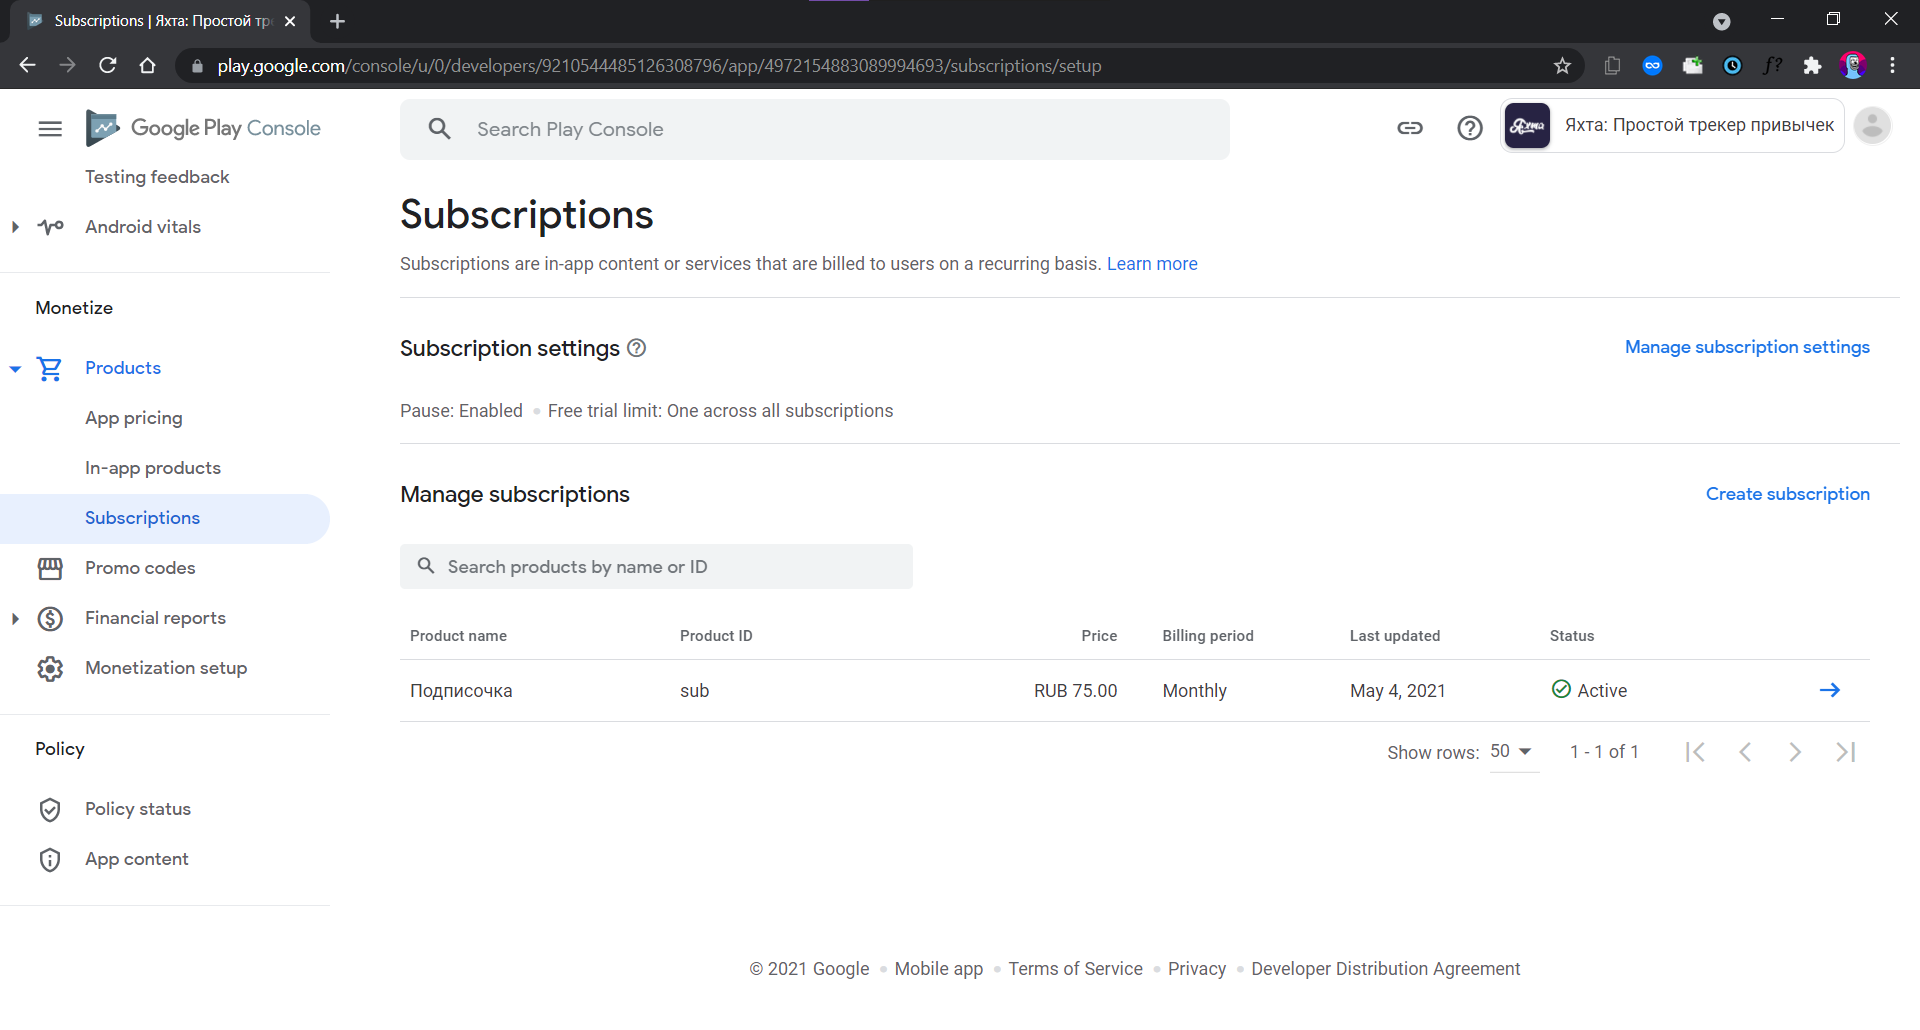 Subscriptions | Яхта: Простой тре
play.google.com/console/u/0/developers/9210544485126308796/app/4972154883089994693/subscriptions/setup
f?
Google Play Console
Search Play Console
Яхта
Яхта: Простой трекер привычек
Testing feedback
Android vitals
Monetize
Products
App pricing
In-app products
Subscriptions
Promo codes
Financial reports
Monetization setup
Policy
Policy status
App content
Subscriptions
Subscriptions are in-app content or services that are billed to users on a recurring basis. Learn more
Subscription settings
Manage subscription settings
Pause: Enabled • Free trial limit: One across all subscriptions
Manage subscriptions
Create subscription
Search products by name or ID
Product name Product ID Price Billing period Last updated Status
Подписочка sub RUB 75.00 Monthly May 4, 2021 Active
Show rows: 50 1 - 1 of 1
© 2021 Google • Mobile app • Terms of Service • Privacy • Developer Distribution Agreement